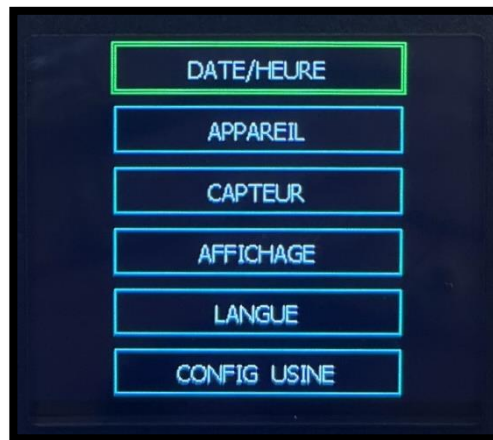 DATE/HEURE
APPAREIL
CAPTEUR
AFFICHAGE
LANGUE
CONFIG USINE